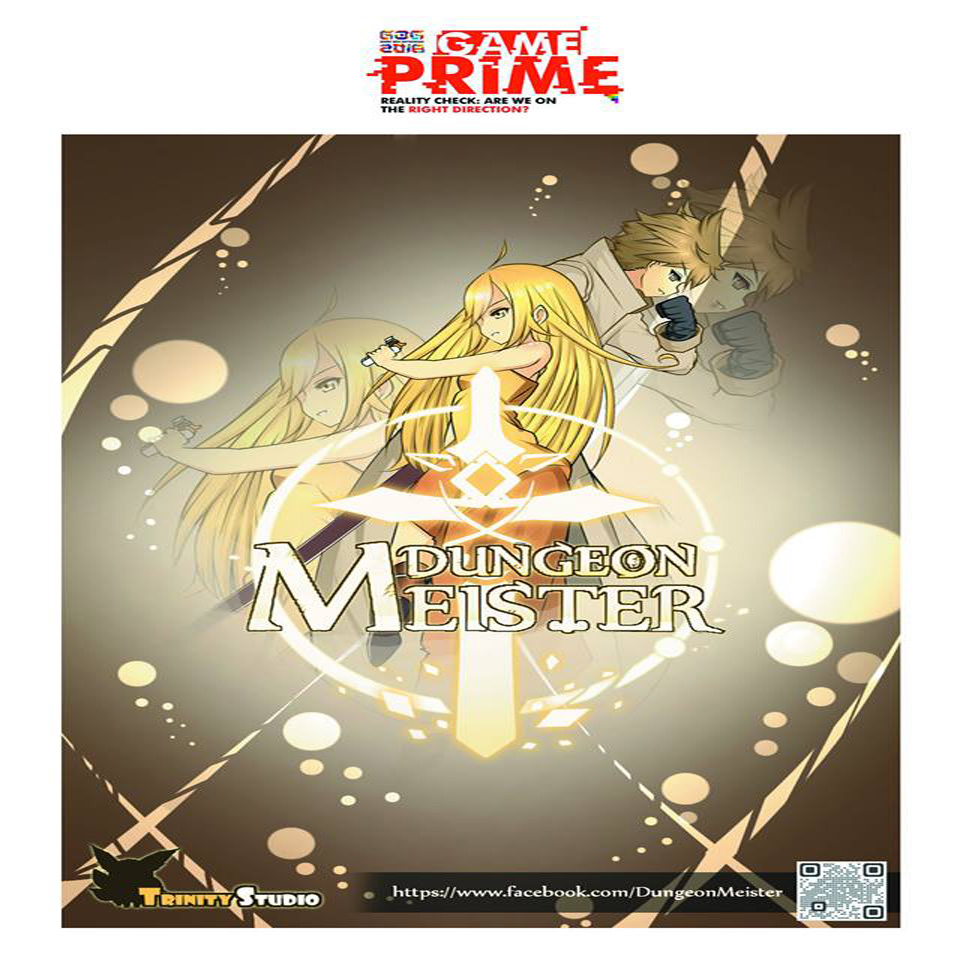 GAME
PRIME
REALITY CHECK: ARE WE ON
THE RIGHT DIRECTION?
DUNGEON
MEISTER
TRINITY STUDIO
https://www.facebook.com/DungeonMeister